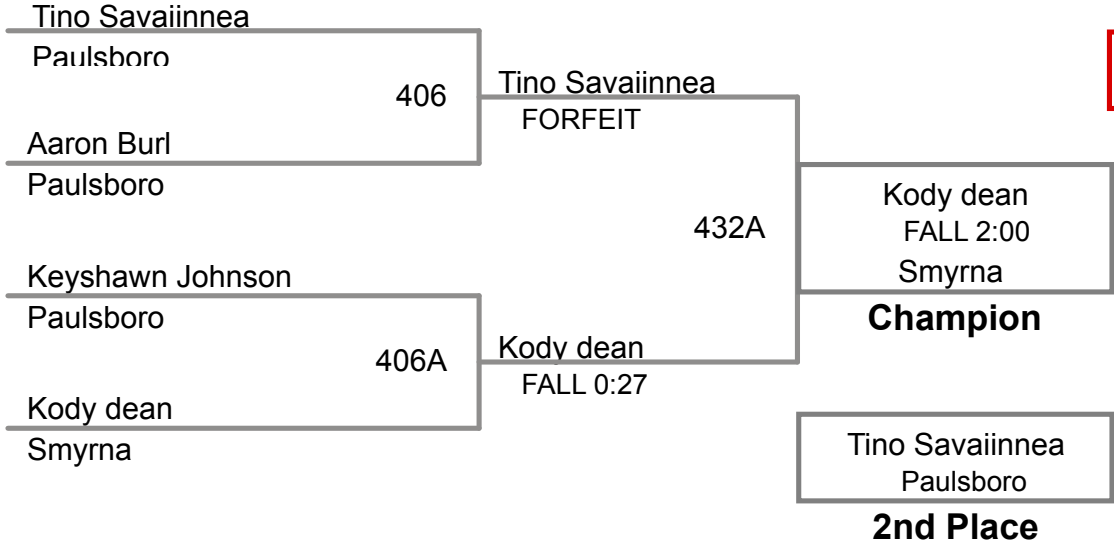 Tino Savaiinnea
Paulsboro
406
Aaron Burl
Paulsboro
Tino Savaiinnea
FORFEIT
Keyshawn Johnson
Paulsboro
406A
Kody dean
Smyrna
Kody dean
FALL 0:27
432A
Kody dean
FALL 2:00
Smyrna
Champion
Tino Savaiinnea
Paulsboro
2nd Place